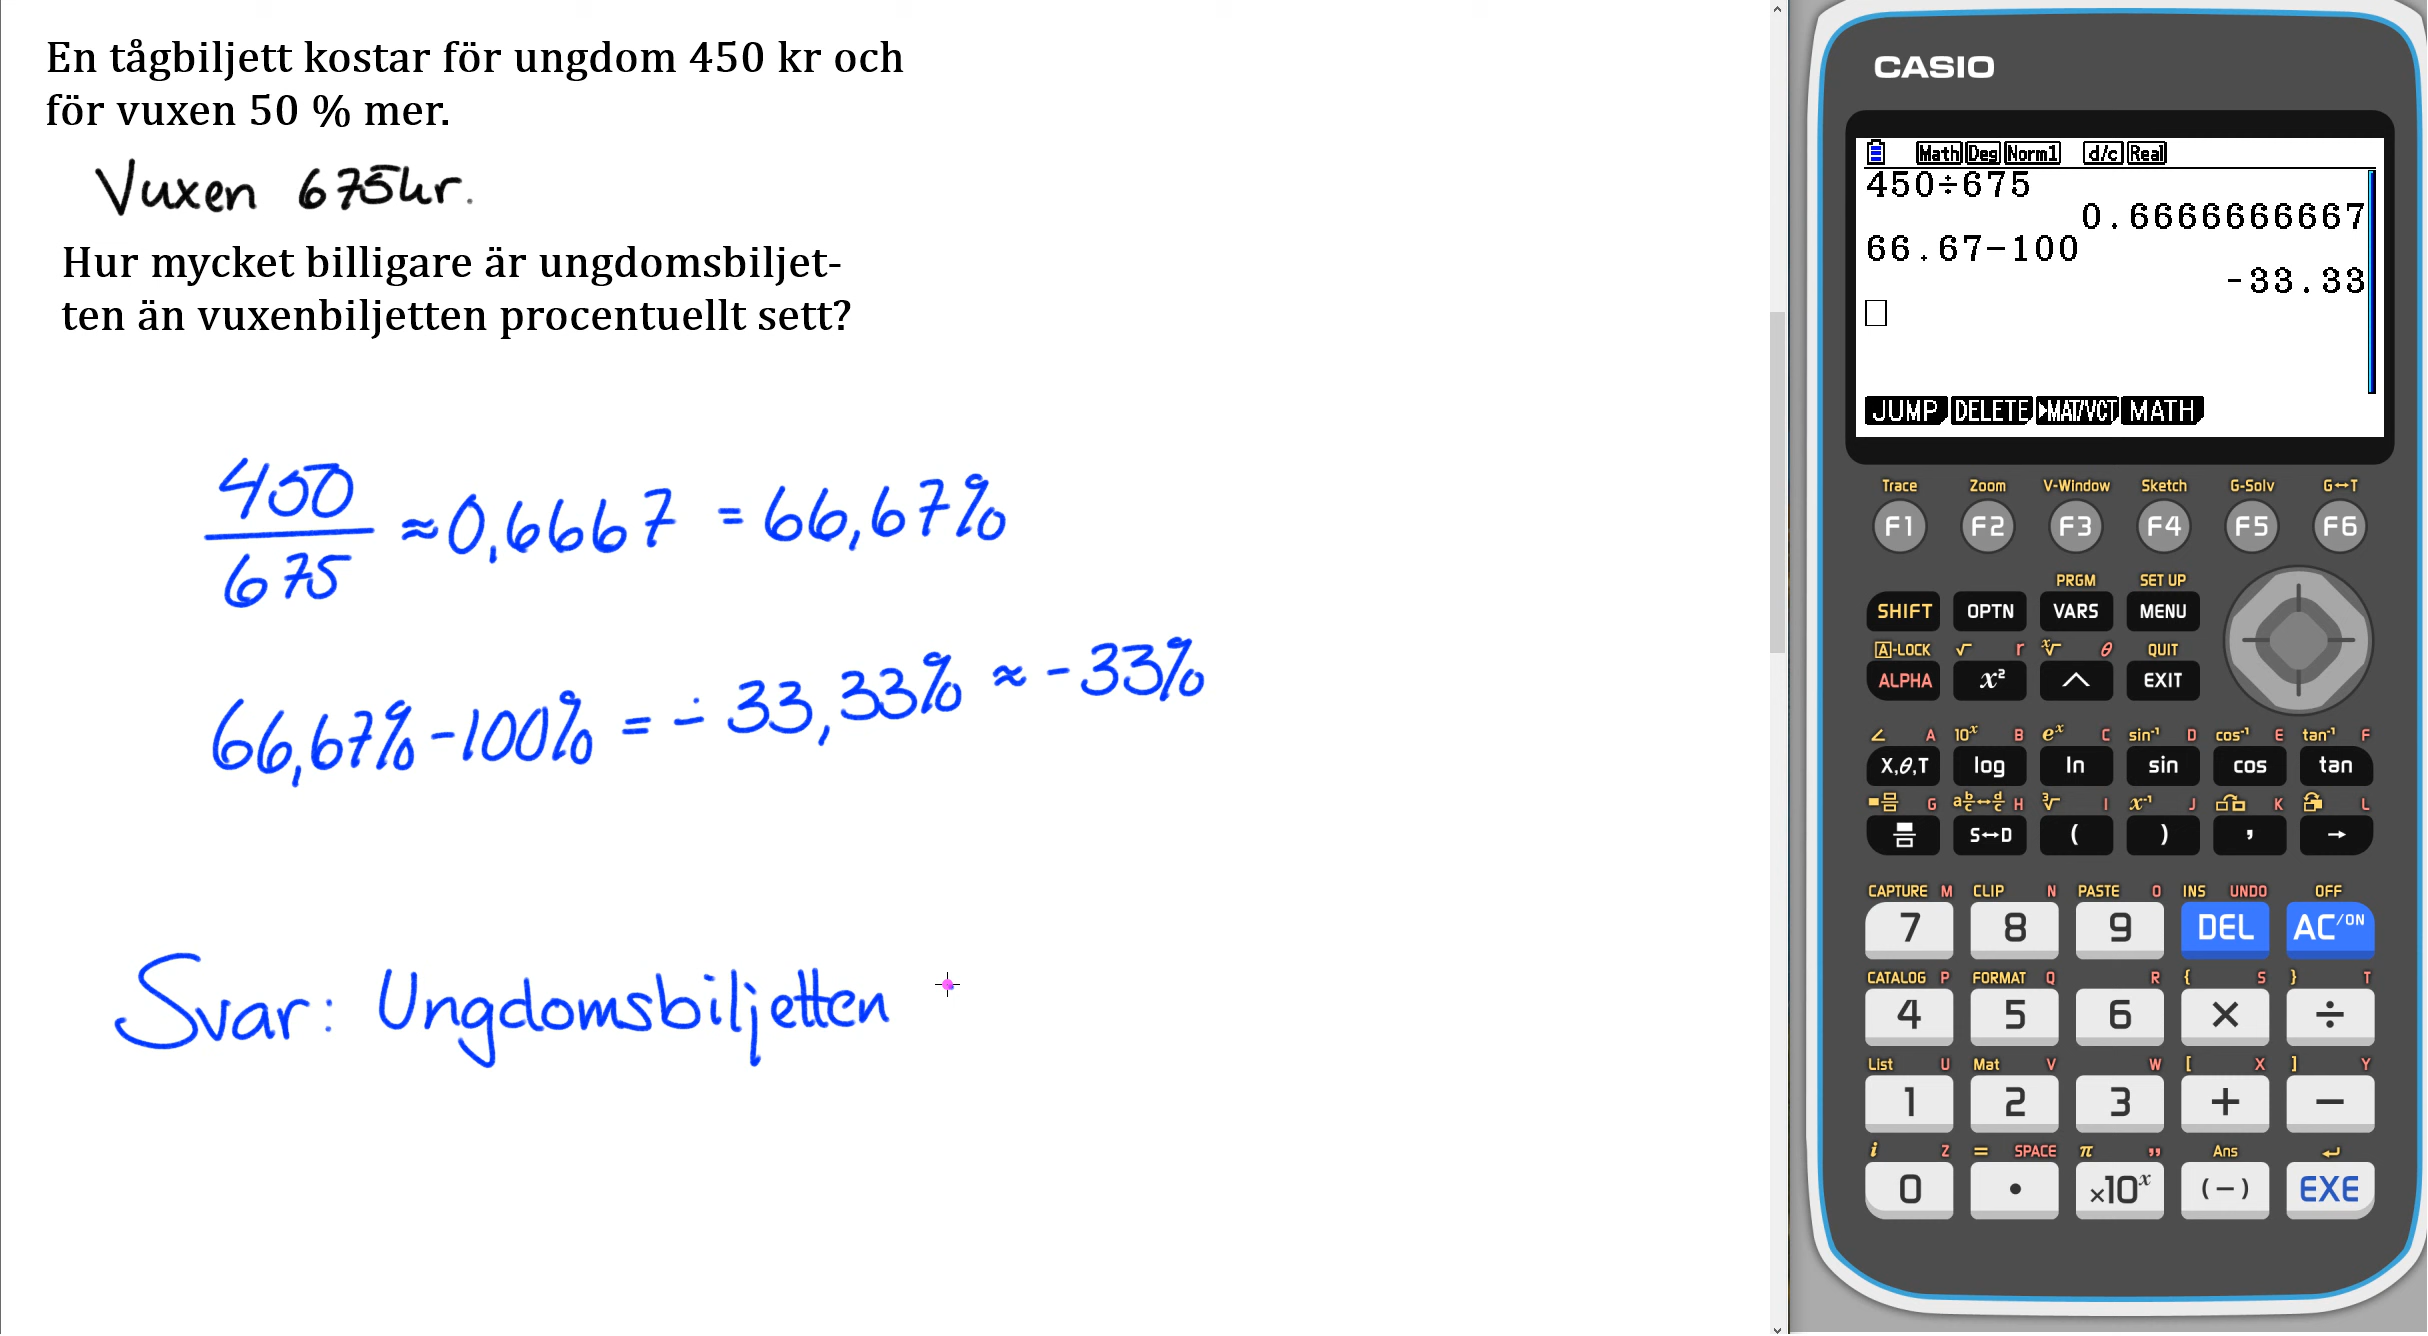 En tågbiljett kostar för ungdom 450 kr och
för vuxen 50 % mer.
Vuxen 675kr.
Hur mycket billigare är ungdomsbiljet-
ten än vuxenbiljetten procentuellt sett?
450
675
≈0,6667 = 66,67%
66,67%-100% = - 33,33% ≈ -33%
Svar: Ungdomsbiljetten
CASIO
Math Deg Norm1 d/c Real
450÷675
0.6666666667
66.67-100
-33.33
JUMP DELETE ▶MAT/VCT MATH
Trace Zoom V-Window Sketch G-Solv G↔T
F1 F2 F3 F4 F5 F6
PRGM SET UP
SHIFT OPTN VARS MENU
A-LOCK √ r x√ θ QUIT
ALPHA x² ^ EXIT
∠ A 10ˣ B eˣ C sin⁻¹ D cos⁻¹ E tan⁻¹ F
X,θ,T log ln sin cos tan
G a b/c↔d/c H ³√ I x⁻¹ J K L
S↔D ( ) , →
CAPTURE M CLIP N PASTE O INS UNDO OFF
7 8 9 DEL AC/ON
CATALOG P FORMAT Q R { S } T
4 5 6 × ÷
List U Mat V W [ X ] Y
1 2 3 + −
i Z = SPACE π " Ans ↵
0 • ×10ˣ (−) EXE